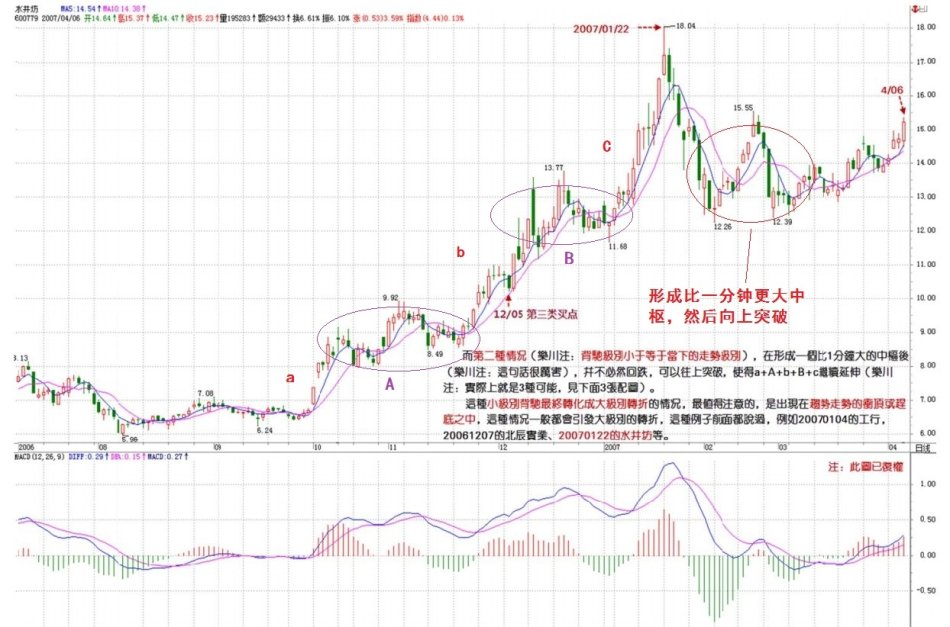 水井坊 MA5:14.54↑MA10:14.38↑
600779 2007/04/06 开14.64↑高15.37↑低14.47↑收15.23↑量195283↑额29433↑换6.61% 振6.10% 涨(0.53)3.59% 指数(4.44)0.13%
2007/01/22
18.04
18.00
17.00
4/06
16.00
15.55
15.00
C
14.00
13.77
13.00
12.26
12.39
12.00
B
11.68
b
11.00
10.00
形成比一分钟更大中
枢，然后向上突破
12/05 第三类买点
9.92
9.00
8.49
8.13
8.00
a
A
7.08
7.00
6.24
5.96
6.00
而第二種情况（樂川注：背馳級别小于等于當下的走勢級别），在形成一個比1分鐘大的中樞後
（樂川注：這句話很厲害），并不必然回跌，可以往上突破，使得a+A+b+B+c繼續延伸（樂川
注：實際上就是3種可能，見下面3張配圖）。
這種小級别背馳最終轉化成大級别轉折的情况，最值得注意的，是出現在趨勢走勢的衝頂或趕
底之中，這種情况一般都會引發大級别的轉折，這種例子前面都説過，例如20070104的工行，
20061207的北辰實業、20070122的水井坊等。
2006 08 09 10 11 12 2007 02 03 04 日线
MACD(12,26,9) DIFF:0.29↑DEA:0.15↑MACD:0.27↑
注：此圖已復權
1.00
0.50
0.00
-0.50